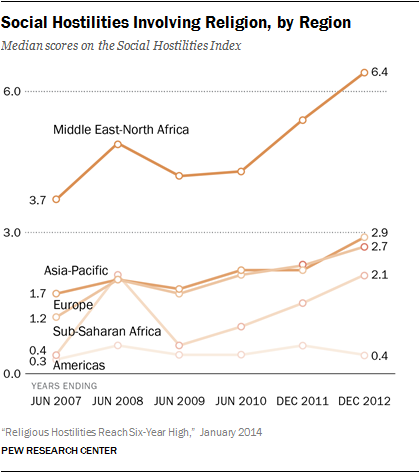 Social Hostilities Involving Religion, by Region
Median scores on the Social Hostilities Index
6.0
6.4
Middle East-North Africa
3.7
3.0
2.9
2.7
Asia-Pacific
1.7
Europe
2.1
1.2
Sub-Saharan Africa
0.4
0.3
Americas
0.4
0.0
YEARS ENDING
JUN 2007 JUN 2008 JUN 2009 JUN 2010 DEC 2011 DEC 2012
“Religious Hostilities Reach Six-Year High,” January 2014
PEW RESEARCH CENTER